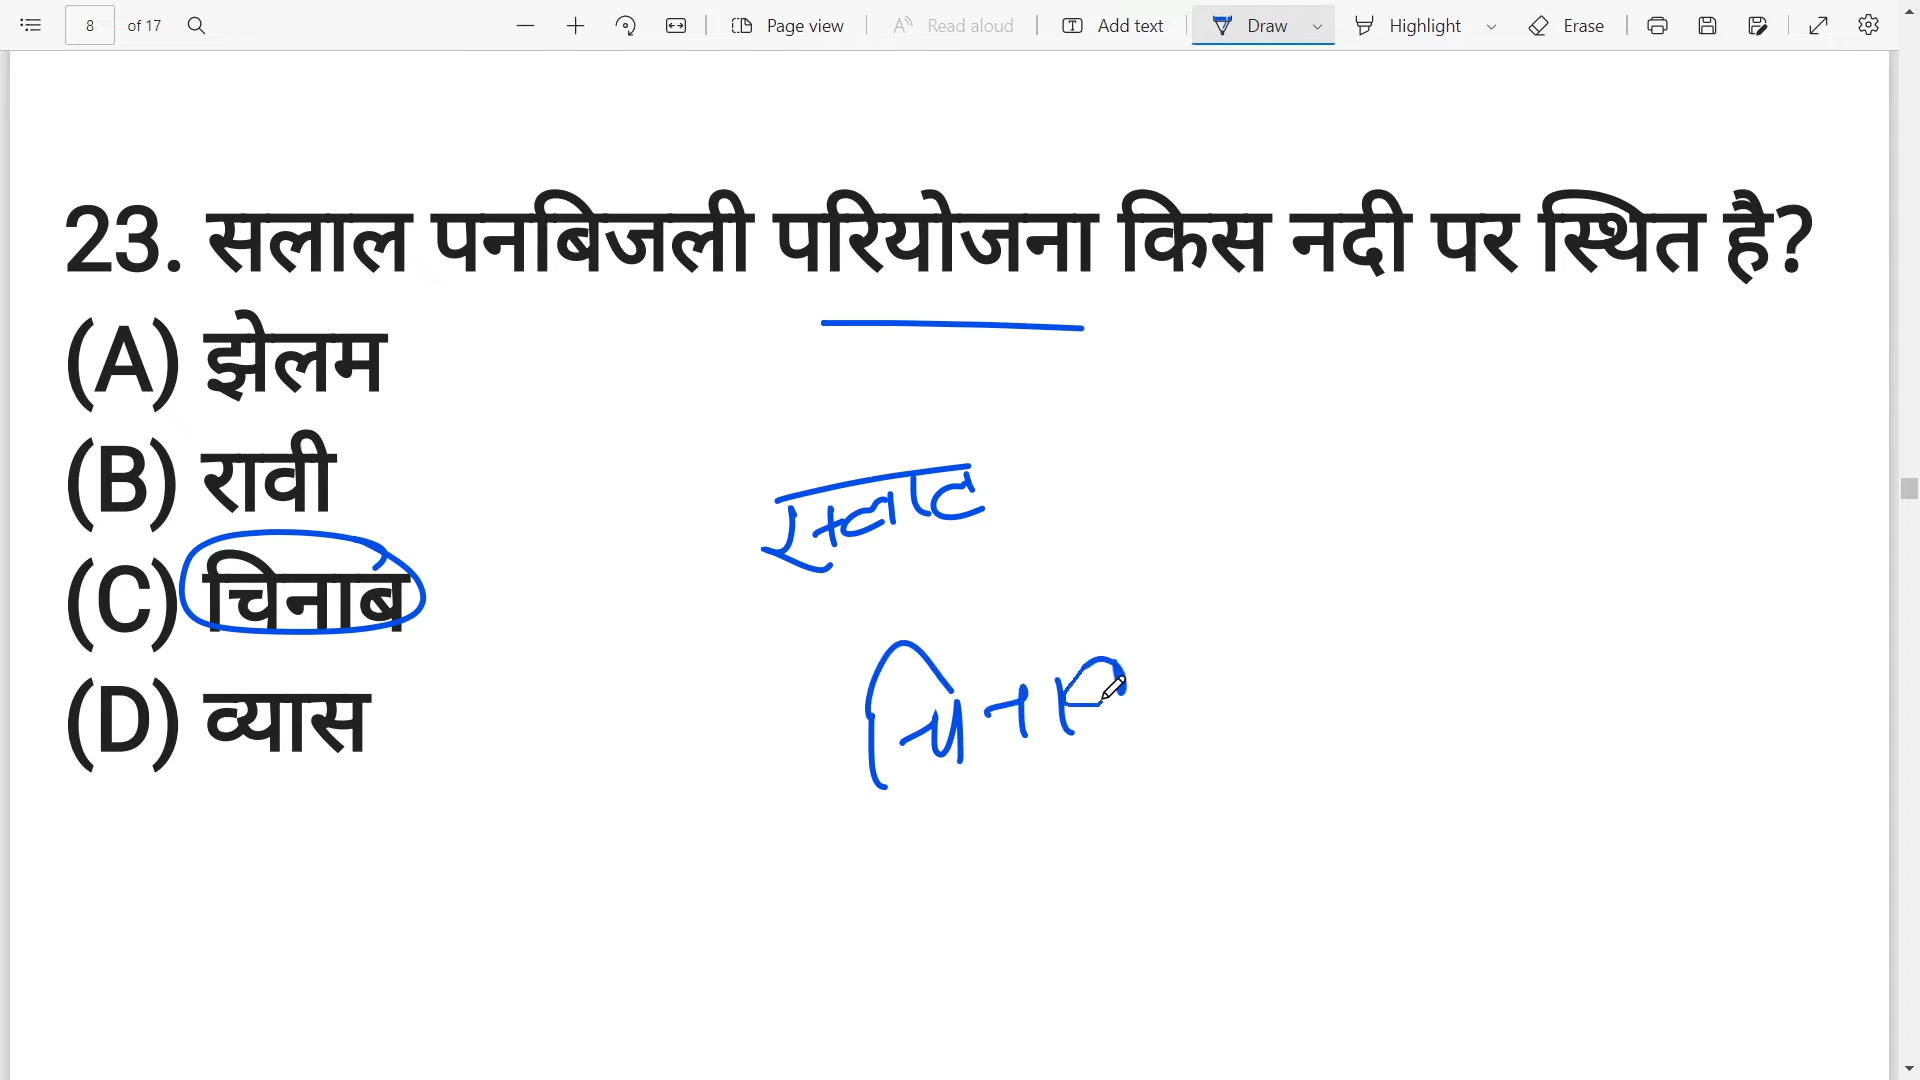 8 of 17 Page view Read aloud Add text Draw Highlight Erase
23. सलाल पनबिजली परियोजना किस नदी पर स्थित है?
(A) झेलम
(B) रावी
(C) चिनाब
(D) व्यास
सलाल